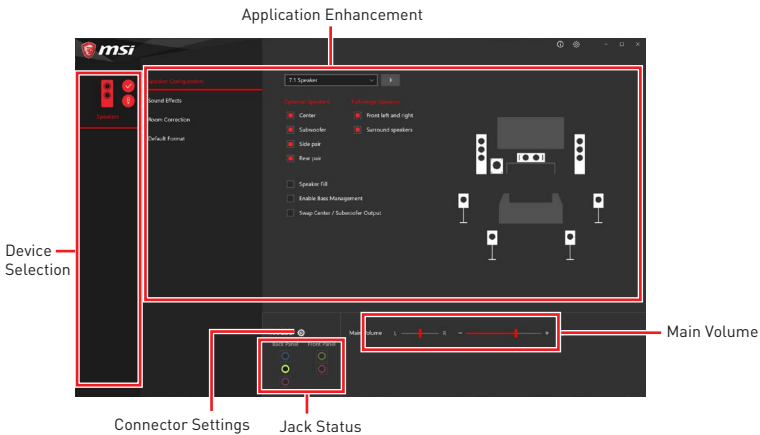 Application Enhancement
msi
Speakers
Speaker Configuration
Sound Effects
Room Correction
Default Format
7.1 Speaker
Optional speakers
Full-range speakers
Center
Front left and right
Subwoofer
Surround speakers
Side pair
Rear pair
Speaker Fill
Enable Bass Management
Swap Center / Subwoofer Output
Device
Selection
Main Volume
L
R
Back Panel
Front Panel
Main Volume
Connector Settings
Jack Status